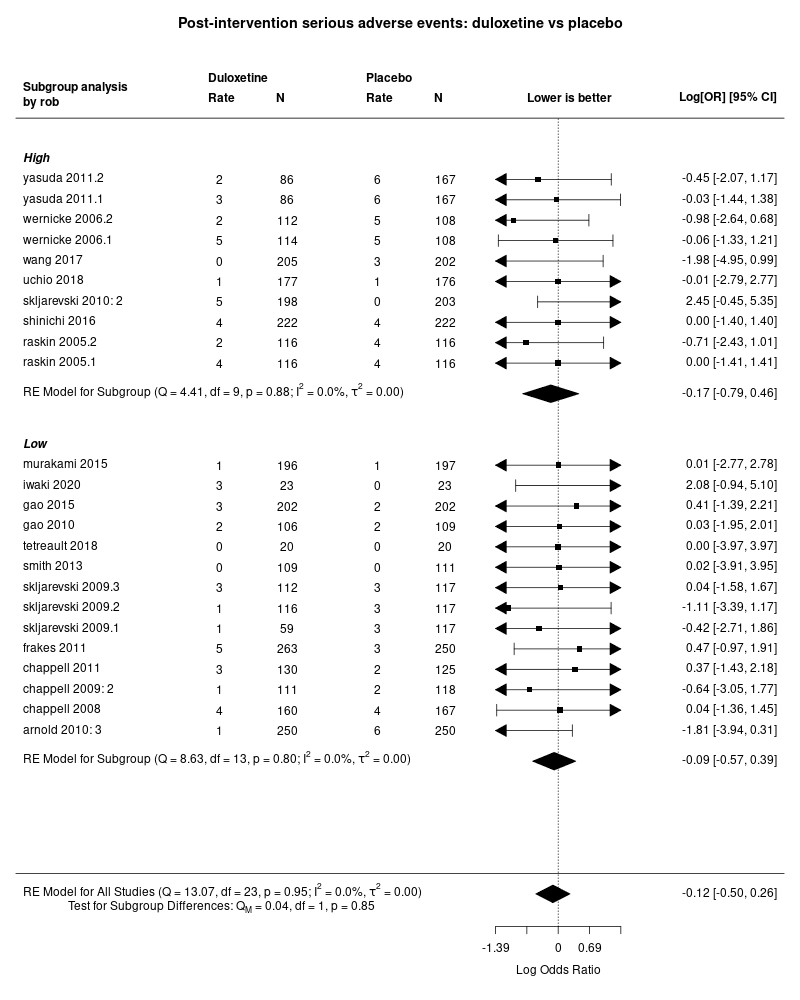 Post-intervention serious adverse events: duloxetine vs placebo
Duloxetine Placebo
Subgroup analysis by rob Rate N Rate N Lower is better Log[OR] [95% CI]
High
yasuda 2011.2 2 86 6 167 -0.45 [-2.07, 1.17]
yasuda 2011.1 3 86 6 167 -0.03 [-1.44, 1.38]
wernicke 2006.2 2 112 5 108 -0.98 [-2.64, 0.68]
wernicke 2006.1 5 114 5 108 -0.06 [-1.33, 1.21]
wang 2017 0 205 3 202 -1.98 [-4.95, 0.99]
uchio 2018 1 177 1 176 -0.01 [-2.79, 2.77]
skljarevski 2010: 2 5 198 0 203 2.45 [-0.45, 5.35]
shinichi 2016 4 222 4 222 0.00 [-1.40, 1.40]
raskin 2005.2 2 116 4 116 -0.71 [-2.43, 1.01]
raskin 2005.1 4 116 4 116 0.00 [-1.41, 1.41]
RE Model for Subgroup (Q = 4.41, df = 9, p = 0.88; I² = 0.0%, τ² = 0.00) -0.17 [-0.79, 0.46]
Low
murakami 2015 1 196 1 197 0.01 [-2.77, 2.78]
iwaki 2020 3 23 0 23 2.08 [-0.94, 5.10]
gao 2015 3 202 2 202 0.41 [-1.39, 2.21]
gao 2010 2 106 2 109 0.03 [-1.95, 2.01]
tetreault 2018 0 20 0 20 0.00 [-3.97, 3.97]
smith 2013 0 109 0 111 0.02 [-3.91, 3.95]
skljarevski 2009.3 3 112 3 117 0.04 [-1.58, 1.67]
skljarevski 2009.2 1 116 3 117 -1.11 [-3.39, 1.17]
skljarevski 2009.1 1 59 3 117 -0.42 [-2.71, 1.86]
frakes 2011 5 263 3 250 0.47 [-0.97, 1.91]
chappell 2011 3 130 2 125 0.37 [-1.43, 2.18]
chappell 2009: 2 1 111 2 118 -0.64 [-3.05, 1.77]
chappell 2008 4 160 4 167 0.04 [-1.36, 1.45]
arnold 2010: 3 1 250 6 250 -1.81 [-3.94, 0.31]
RE Model for Subgroup (Q = 8.63, df = 13, p = 0.80; I² = 0.0%, τ² = 0.00) -0.09 [-0.57, 0.39]
RE Model for All Studies (Q = 13.07, df = 23, p = 0.95; I² = 0.0%, τ² = 0.00) -0.12 [-0.50, 0.26]
Test for Subgroup Differences: Q_M = 0.04, df = 1, p = 0.85
-1.39 0 0.69
Log Odds Ratio